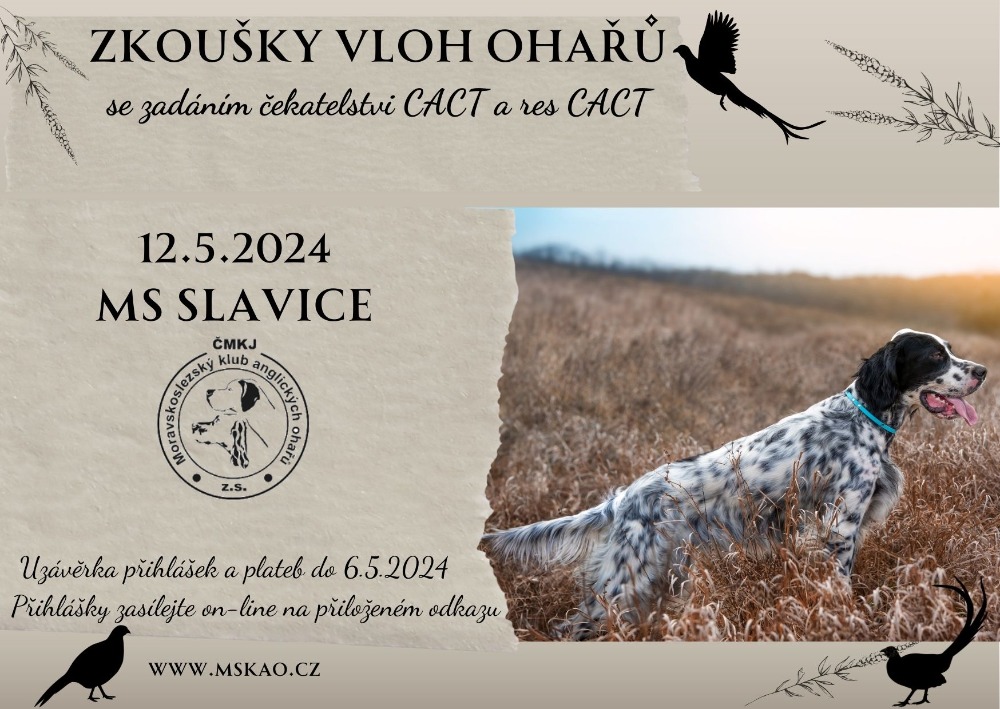 ZKOUŠKY VLOH OHAŘŮ
se zadáním čekatelstvi CACT a res CACT
12.5.2024
MS SLAVICE
ČMKJ
Moravskoslezský klub anglických ohařů
z.s.
Uzávěrka přihlášek a plateb do 6.5.2024
Přihlášky zasílejte on-line na přiloženém odkazu
WWW.MSKAO.CZ